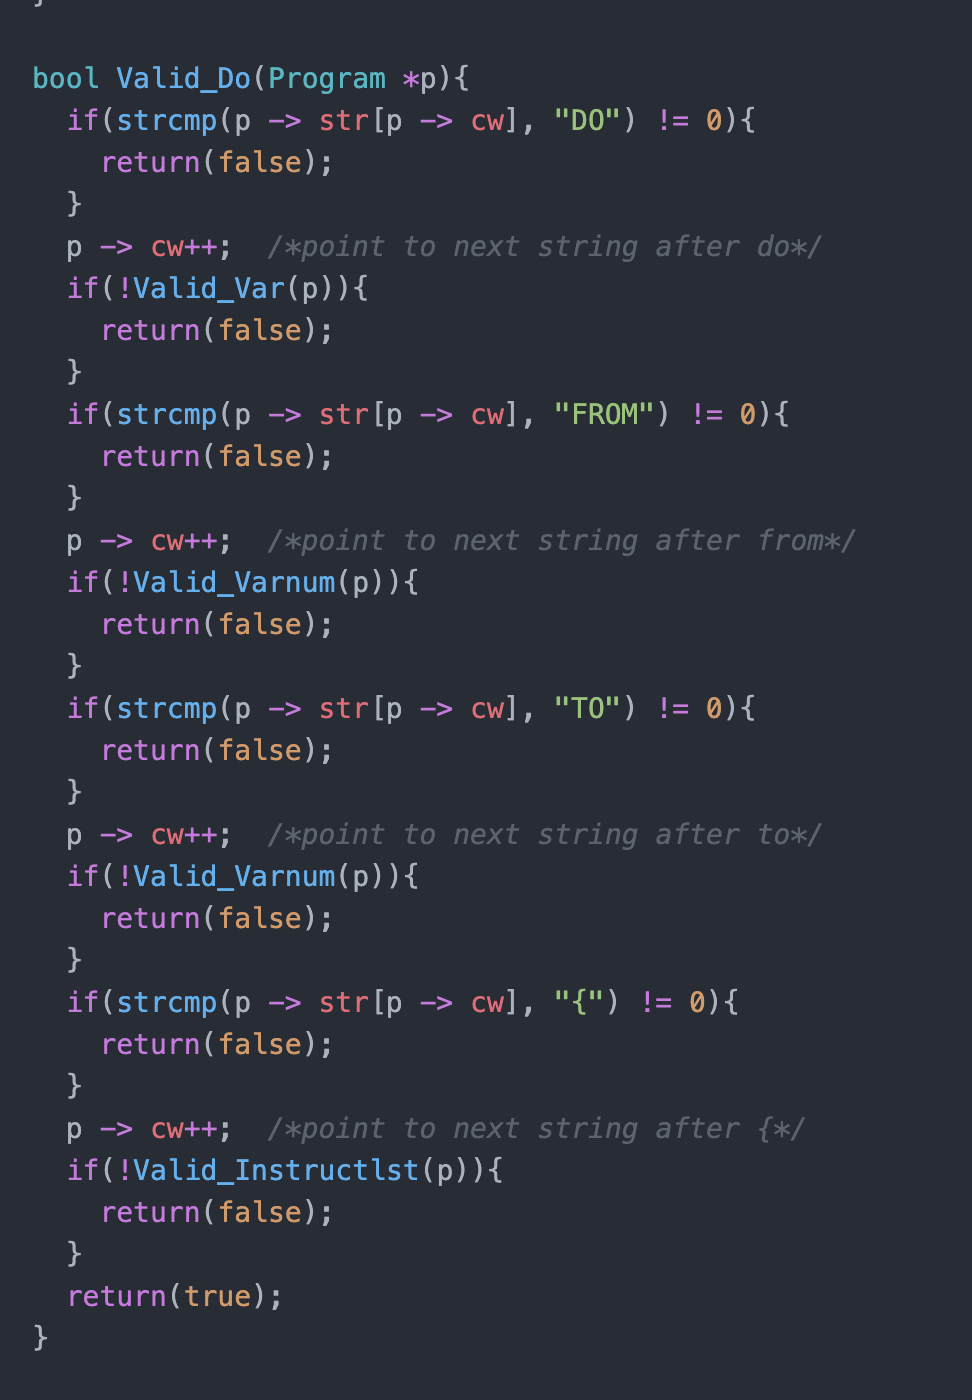 }
bool Valid_Do(Program *p){
  if(strcmp(p -> str[p -> cw], "DO") != 0){
    return(false);
  }
  p -> cw++;  /*point to next string after do*/
  if(!Valid_Var(p)){
    return(false);
  }
  if(strcmp(p -> str[p -> cw], "FROM") != 0){
    return(false);
  }
  p -> cw++;  /*point to next string after from*/
  if(!Valid_Varnum(p)){
    return(false);
  }
  if(strcmp(p -> str[p -> cw], "TO") != 0){
    return(false);
  }
  p -> cw++;  /*point to next string after to*/
  if(!Valid_Varnum(p)){
    return(false);
  }
  if(strcmp(p -> str[p -> cw], "{") != 0){
    return(false);
  }
  p -> cw++;  /*point to next string after {*/
  if(!Valid_Instructlst(p)){
    return(false);
  }
  return(true);
}